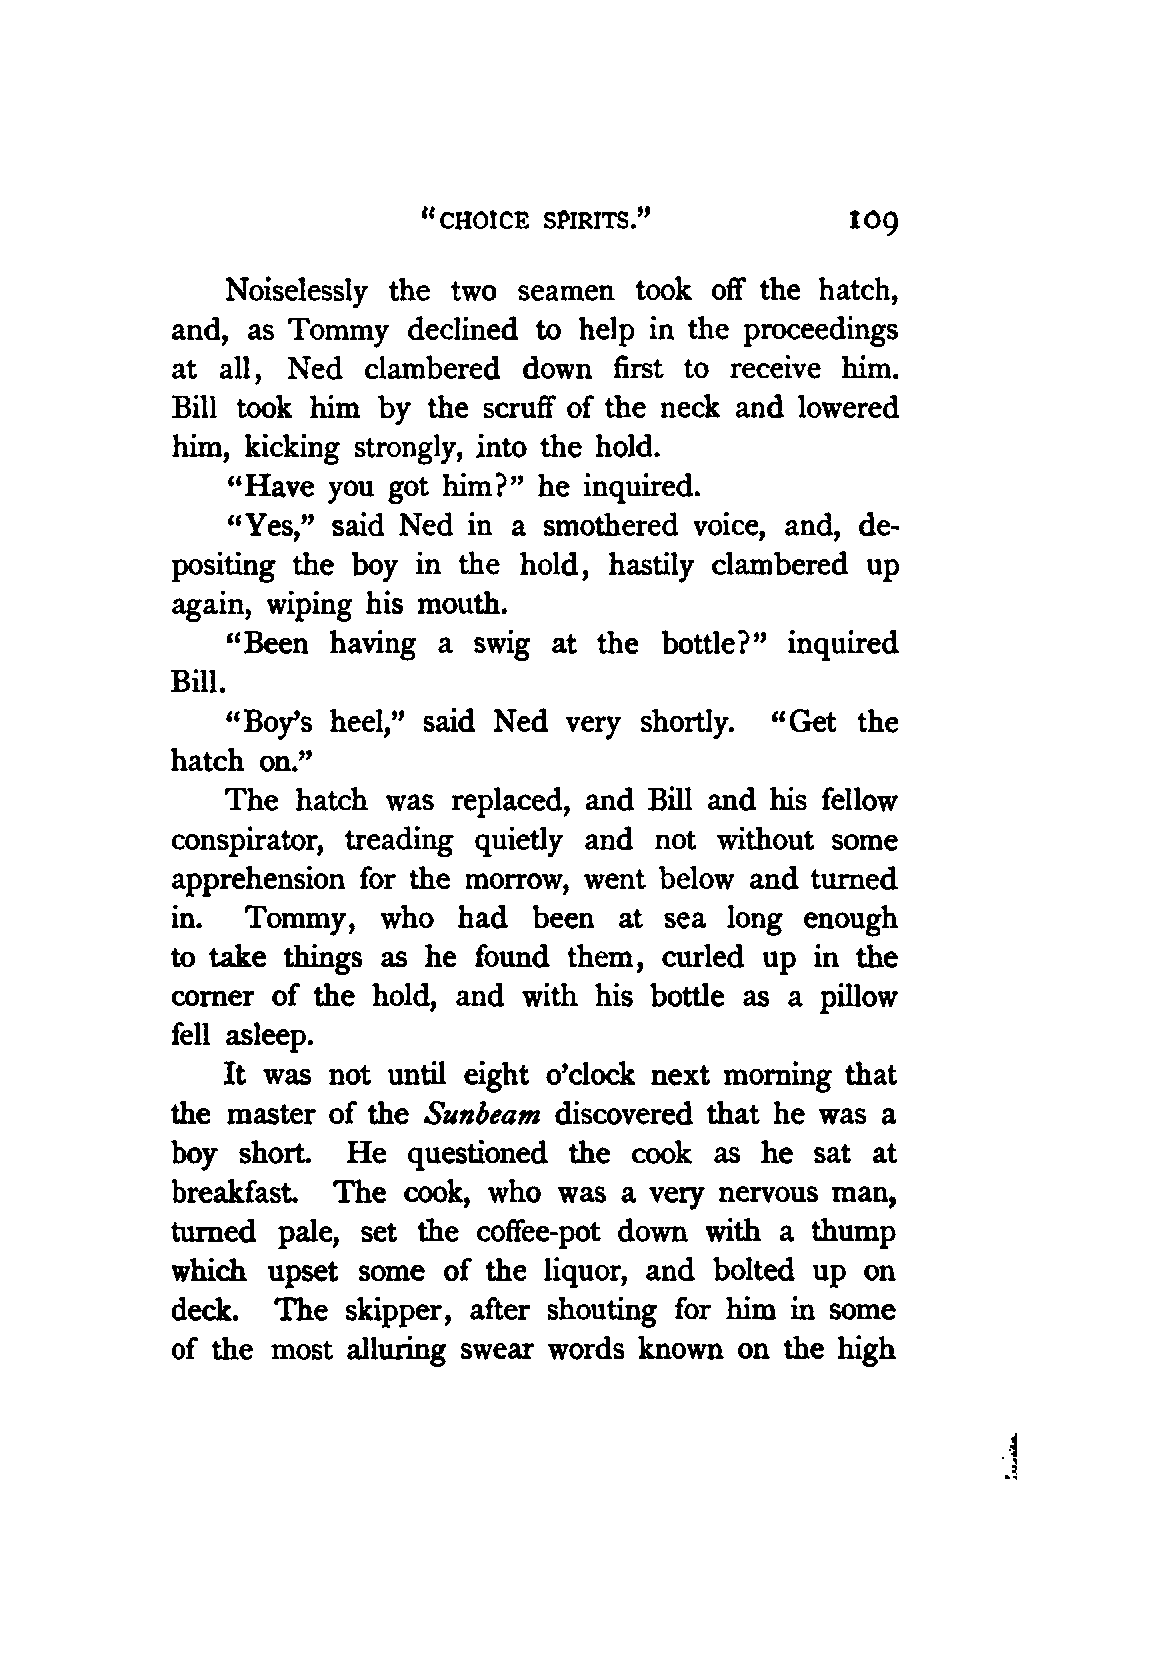 "CHOICE SPIRITS." 109
Noiselessly the two seamen took off the hatch,
and, as Tommy declined to help in the proceedings
at all, Ned clambered down first to receive him.
Bill took him by the scruff of the neck and lowered
him, kicking strongly, into the hold.
"Have you got him?" he inquired.
"Yes," said Ned in a smothered voice, and, de-
positing the boy in the hold, hastily clambered up
again, wiping his mouth.
"Been having a swig at the bottle?" inquired
Bill.
"Boy's heel," said Ned very shortly. "Get the
hatch on."
The hatch was replaced, and Bill and his fellow
conspirator, treading quietly and not without some
apprehension for the morrow, went below and turned
in. Tommy, who had been at sea long enough
to take things as he found them, curled up in the
corner of the hold, and with his bottle as a pillow
fell asleep.
It was not until eight o'clock next morning that
the master of the Sunbeam discovered that he was a
boy short. He questioned the cook as he sat at
breakfast. The cook, who was a very nervous man,
turned pale, set the coffee-pot down with a thump
which upset some of the liquor, and bolted up on
deck. The skipper, after shouting for him in some
of the most alluring swear words known on the high